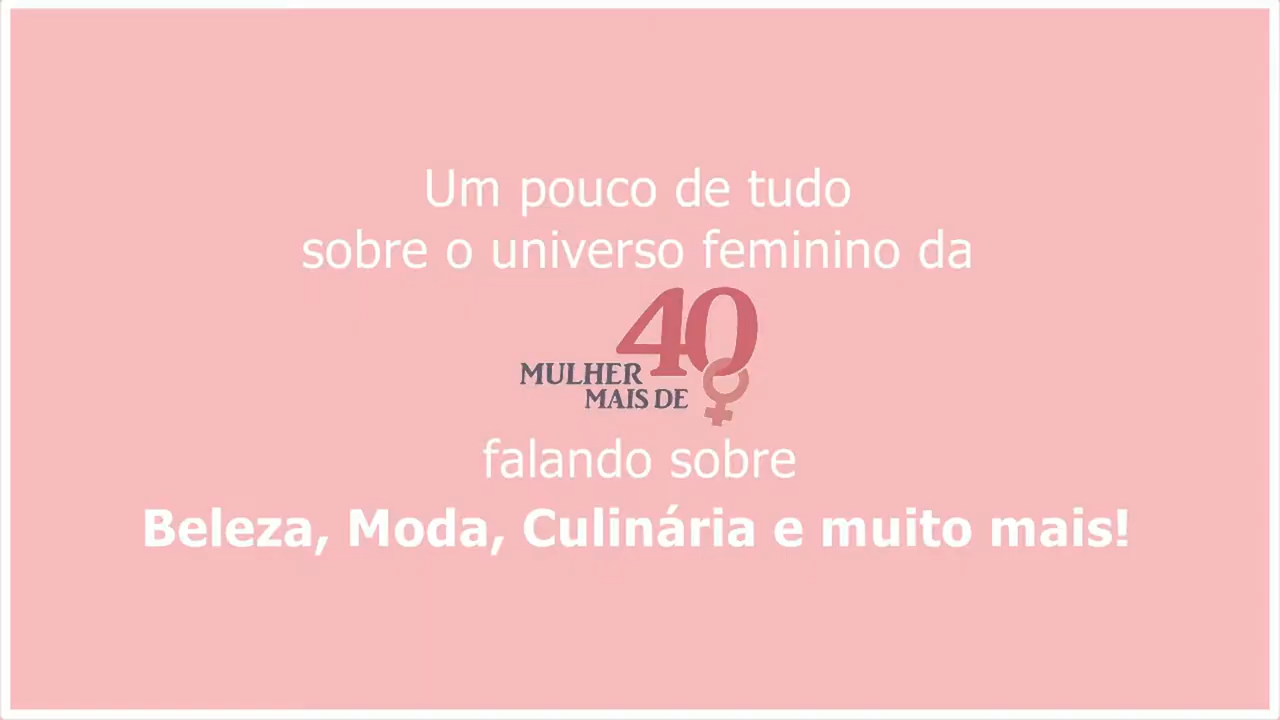 Um pouco de tudo
sobre o universo feminino da
40
MULHER
MAIS DE
falando sobre
Beleza, Moda, Culinária e muito mais!